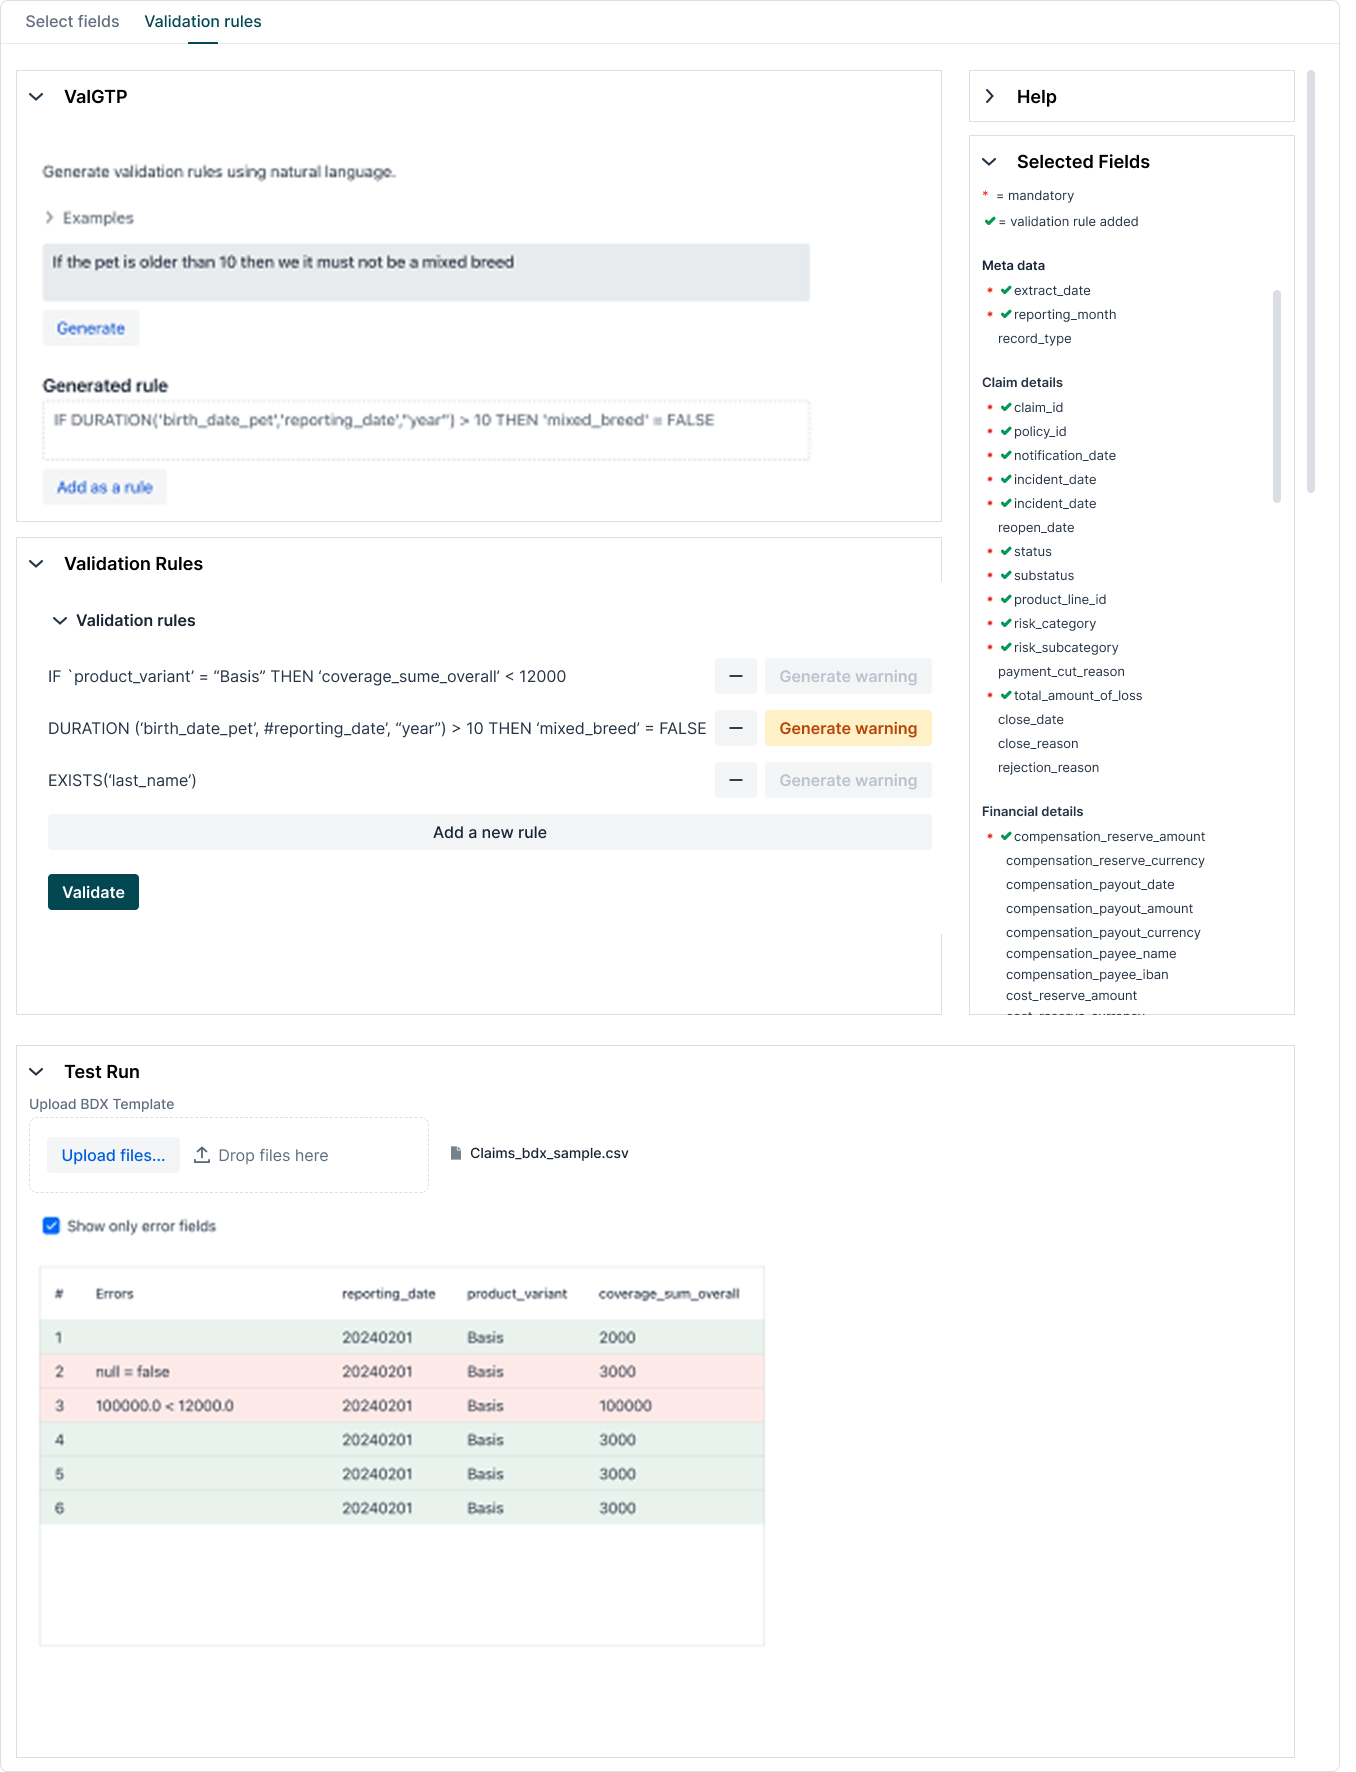 Select fields
Validation rules
ValGTP
Generate validation rules using natural language.
Examples
If the pet is older than 10 then we it must not be a mixed breed
Generate
Generated rule
IF DURATION('birth_date_pet','reporting_date',"year") > 10 THEN 'mixed_breed' = FALSE
Add as a rule
Validation Rules
Validation rules
IF `product_variant’ = “Basis” THEN ‘coverage_sume_overall’ < 12000
Generate warning
DURATION (‘birth_date_pet’, #reporting_date’, “year”) > 10 THEN ‘mixed_breed’ = FALSE
Generate warning
EXISTS(‘last_name’)
Generate warning
Add a new rule
Validate
Help
Selected Fields
* = mandatory
= validation rule added
Meta data
* extract_date
* reporting_month
record_type
Claim details
* claim_id
* policy_id
* notification_date
* incident_date
* incident_date
reopen_date
* status
* substatus
* product_line_id
* risk_category
* risk_subcategory
payment_cut_reason
* total_amount_of_loss
close_date
close_reason
rejection_reason
Financial details
* compensation_reserve_amount
compensation_reserve_currency
compensation_payout_date
compensation_payout_amount
compensation_payout_currency
compensation_payee_name
compensation_payee_iban
cost_reserve_amount
Test Run
Upload BDX Template
Upload files...
Drop files here
Claims_bdx_sample.csv
Show only error fields
# Errors reporting_date product_variant coverage_sum_overall
1 20240201 Basis 2000
2 null = false 20240201 Basis 3000
3 100000.0 < 12000.0 20240201 Basis 100000
4 20240201 Basis 3000
5 20240201 Basis 3000
6 20240201 Basis 3000